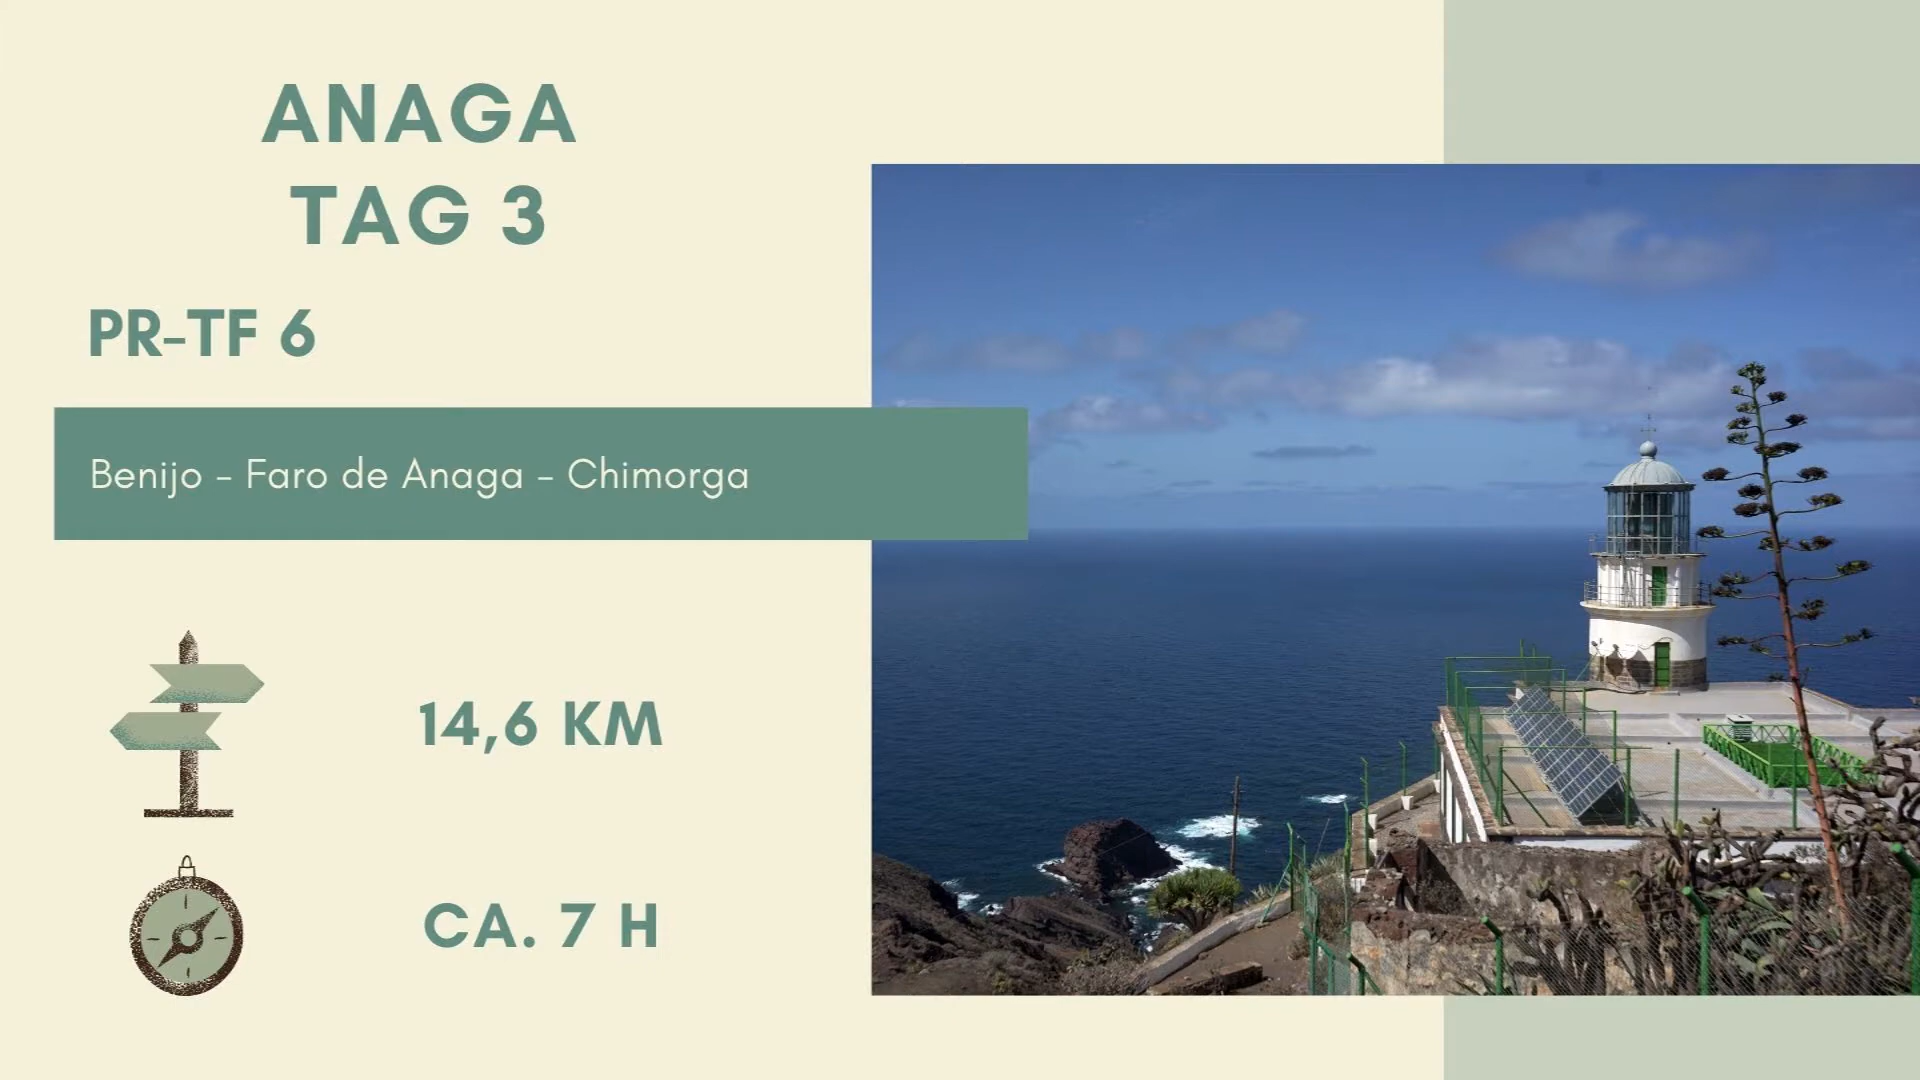 ANAGA
TAG 3
PR-TF 6
Benijo - Faro de Anaga - Chimorga
14,6 KM
CA. 7 H